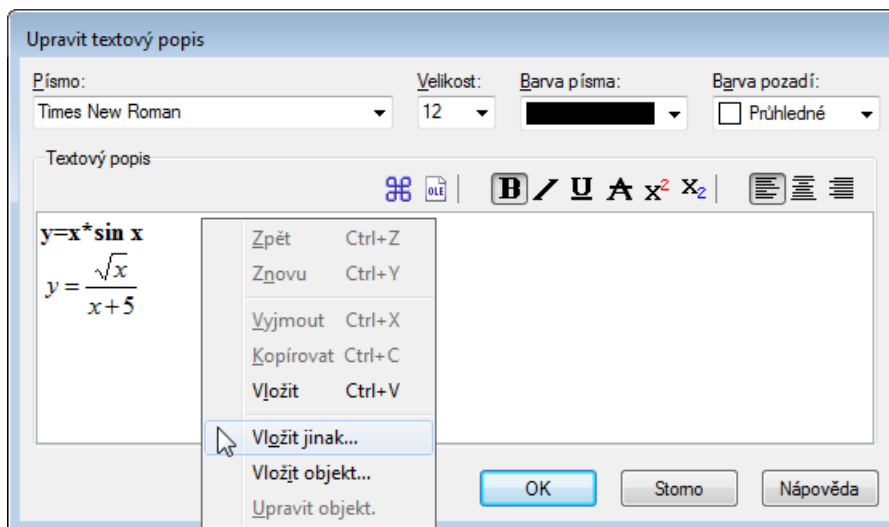 Upravit textový popis
Písmo: Velikost: Barva písma: Barva pozadí:
Times New Roman 12 Průhledné
Textový popis
⌘ OLE B I U A x² x₂
y=x*sin x
y = √x / (x+5)
Zpět Ctrl+Z
Znovu Ctrl+Y
Vyjmout Ctrl+X
Kopírovat Ctrl+C
Vložit Ctrl+V
Vložit jinak...
Vložit objekt...
Upravit objekt.
OK Storno Nápověda